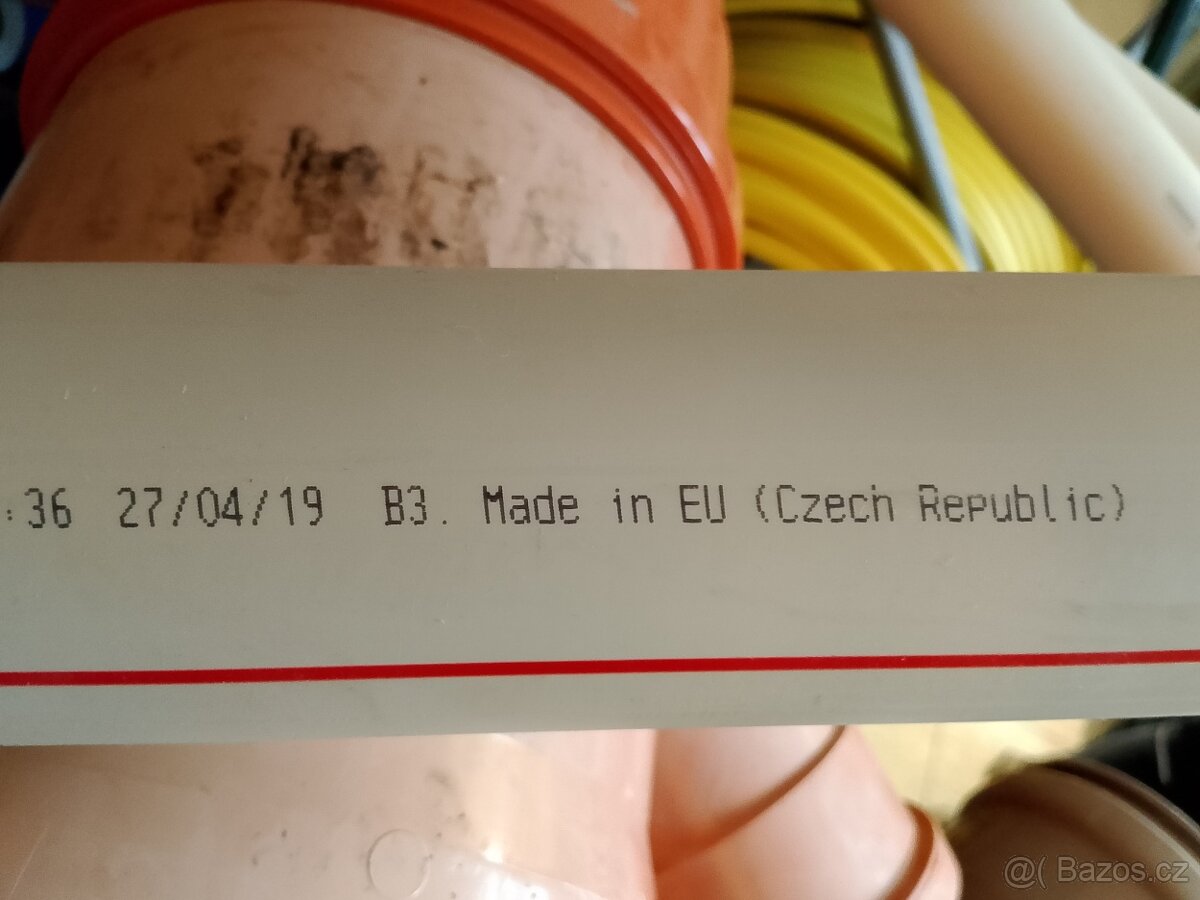 :36 27/04/19 B3. Made in EU (Czech Republic)
@( Bazos.cz